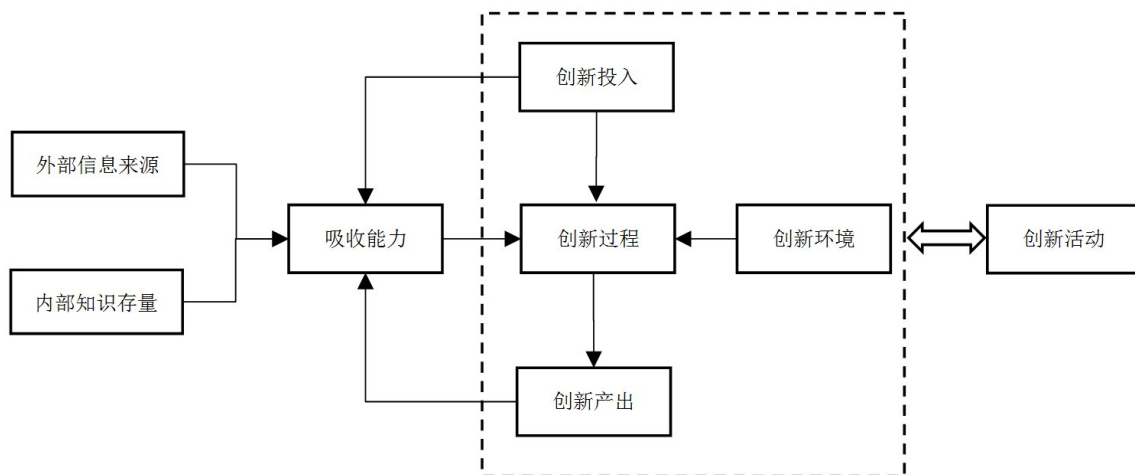 创新投入
外部信息来源
吸收能力
创新过程
创新环境
创新活动
内部知识存量
创新产出